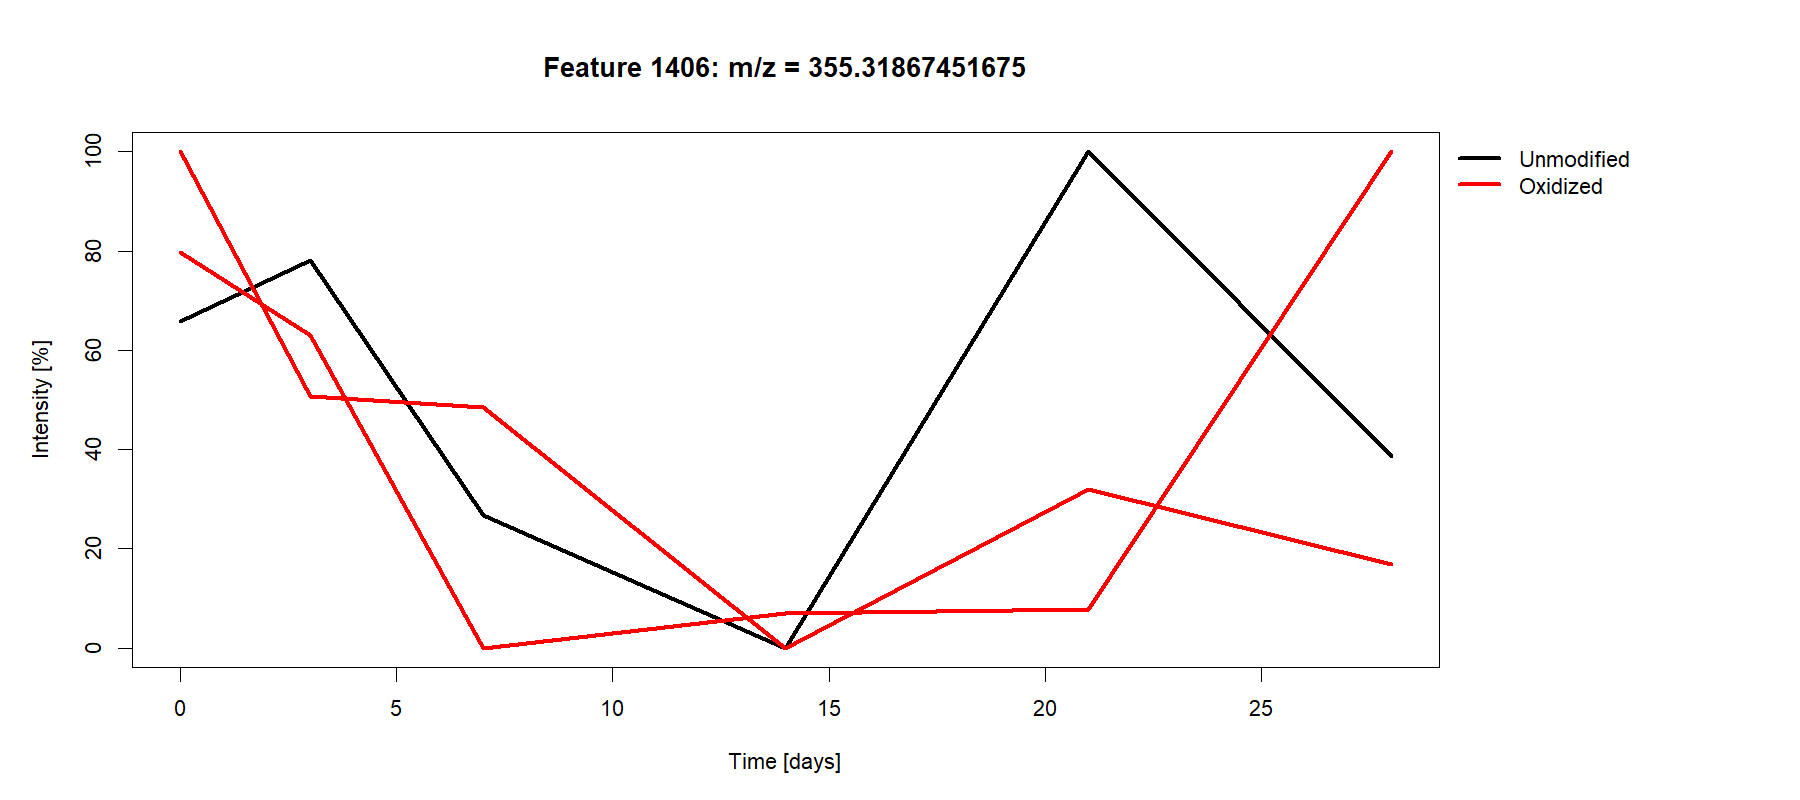 Feature 1406: m/z = 355.31867451675
Unmodified
Oxidized
Intensity [%]
100
80
60
40
20
0
0 5 10 15 20 25
Time [days]